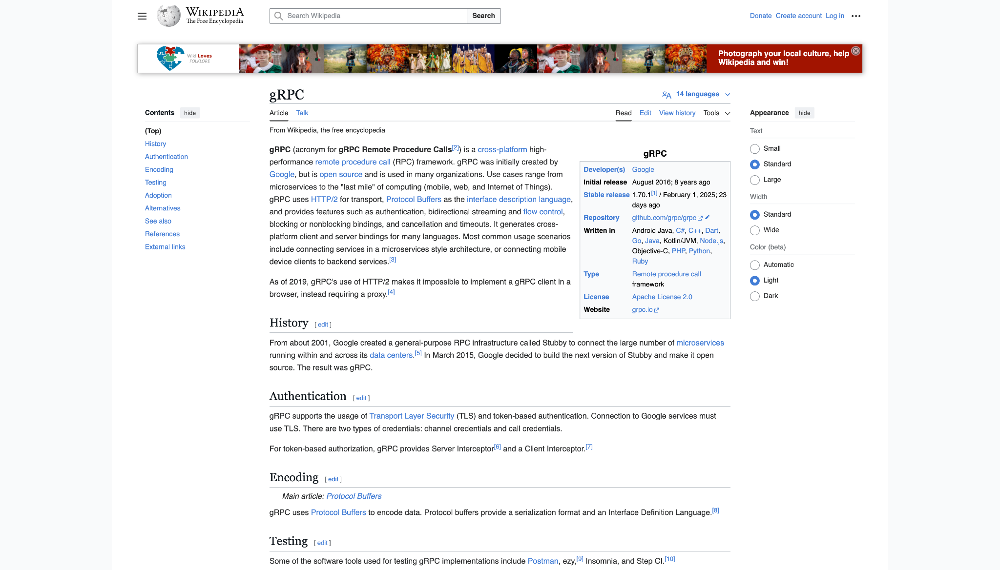 WIKIPEDIA
The Free Encyclopedia
Search Wikipedia
Search
Donate
Create account
Log in
Wiki Loves
FOLKLORE
Photograph your local culture, help
Wikipedia and win!
Contents
hide
(Top)
History
Authentication
Encoding
Testing
Adoption
Alternatives
See also
References
External links
gRPC
14 languages
Article
Talk
Read
Edit
View history
Tools
From Wikipedia, the free encyclopedia
gRPC (acronym for gRPC Remote Procedure Calls[2]) is a cross-platform high-
performance remote procedure call (RPC) framework. gRPC was initially created by
Google, but is open source and is used in many organizations. Use cases range from
microservices to the "last mile" of computing (mobile, web, and Internet of Things).
gRPC uses HTTP/2 for transport, Protocol Buffers as the interface description language,
and provides features such as authentication, bidirectional streaming and flow control,
blocking or nonblocking bindings, and cancellation and timeouts. It generates cross-
platform client and server bindings for many languages. Most common usage scenarios
include connecting services in a microservices style architecture, or connecting mobile
device clients to backend services.[3]
As of 2019, gRPC's use of HTTP/2 makes it impossible to implement a gRPC client in a
browser, instead requiring a proxy.[4]
gRPC
Developer(s) Google
Initial release August 2016; 8 years ago
Stable release 1.70.1[1] / February 1, 2025; 23
days ago
Repository github.com/grpc/grpc
Written in Android Java, C#, C++, Dart,
Go, Java, Kotlin/JVM, Node.js,
Objective-C, PHP, Python,
Ruby
Type Remote procedure call
framework
License Apache License 2.0
Website grpc.io
History [ edit ]
From about 2001, Google created a general-purpose RPC infrastructure called Stubby to connect the large number of microservices
running within and across its data centers.[5] In March 2015, Google decided to build the next version of Stubby and make it open
source. The result was gRPC.
Authentication [ edit ]
gRPC supports the usage of Transport Layer Security (TLS) and token-based authentication. Connection to Google services must
use TLS. There are two types of credentials: channel credentials and call credentials.
For token-based authorization, gRPC provides Server Interceptor[6] and a Client Interceptor.[7]
Encoding [ edit ]
Main article: Protocol Buffers
gRPC uses Protocol Buffers to encode data. Protocol buffers provide a serialization format and an Interface Definition Language.[8]
Testing [ edit ]
Some of the software tools used for testing gRPC implementations include Postman, ezy,[9] Insomnia, and Step CI.[10]
Appearance
hide
Text
Small
Standard
Large
Width
Standard
Wide
Color (beta)
Automatic
Light
Dark